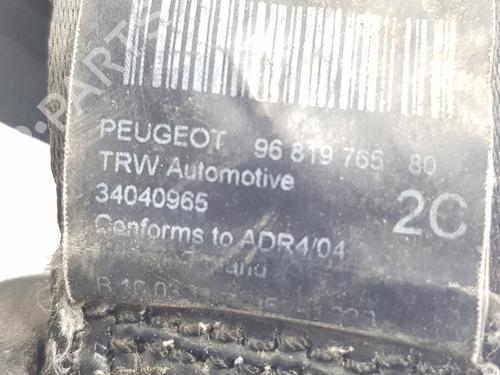 PEUGEOT 96 819 765 80
TRW Automotive
34040965
2C
Conforms to ADR4/04